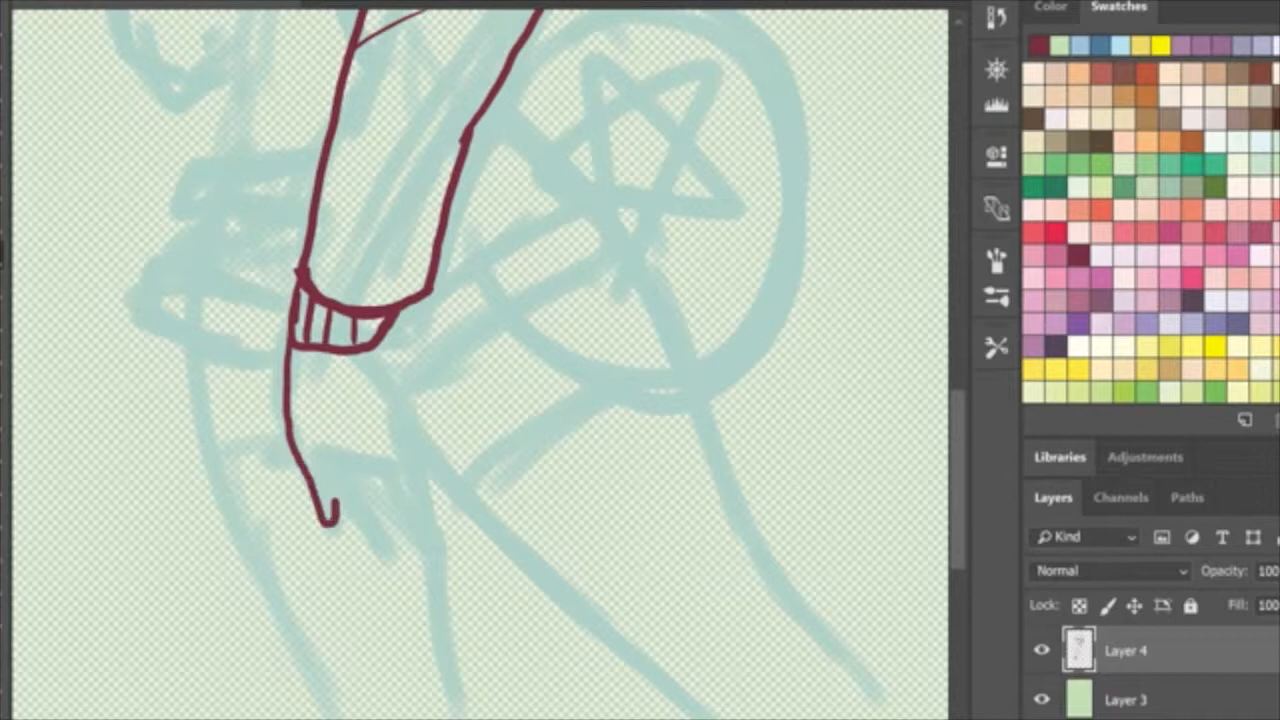 Color Swatches
Libraries Adjustments
Layers Channels Paths
Kind
Normal Opacity: 100
Lock: Fill: 100
Layer 4
Layer 3